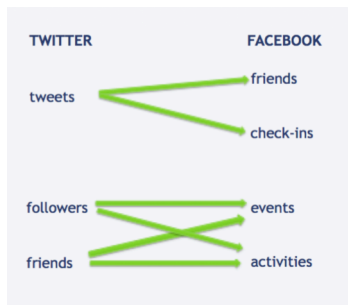 TWITTER FACEBOOK
friends
tweets
check-ins
followers events
friends activities